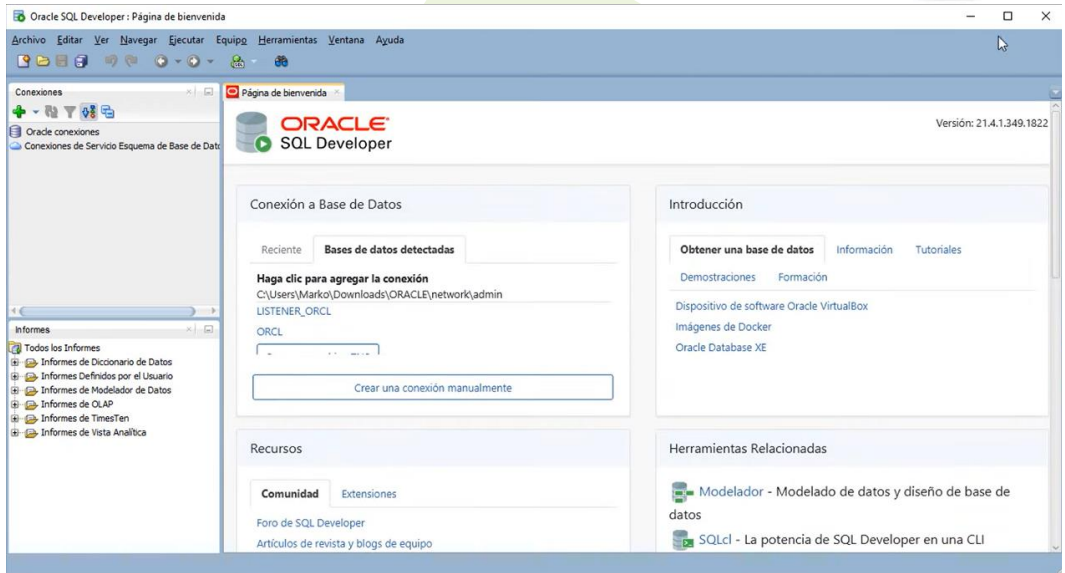 Oracle SQL Developer : Página de bienvenida
Archivo Editar Ver Navegar Ejecutar Equipo Herramientas Ventana Ayuda
Conexiones
Oracle conexiones
Conexiones de Servicio Esquema de Base de Dato
Informes
Todos los Informes
Informes de Diccionario de Datos
Informes Definidos por el Usuario
Informes de Modelador de Datos
Informes de OLAP
Informes de TimesTen
Informes de Vista Analítica
Página de bienvenida
ORACLE
SQL Developer
Versión: 21.4.1.349.1822
Conexión a Base de Datos
Reciente Bases de datos detectadas
Haga clic para agregar la conexión
C:\Users\Marko\Downloads\ORACLE\network\admin
LISTENER_ORCL
ORCL
Crear una conexión manualmente
Introducción
Obtener una base de datos Información Tutoriales
Demostraciones Formación
Dispositivo de software Oracle VirtualBox
Imágenes de Docker
Oracle Database XE
Recursos
Comunidad Extensiones
Foro de SQL Developer
Artículos de revista y blogs de equipo
Herramientas Relacionadas
Modelador - Modelado de datos y diseño de base de
datos
SQLcl - La potencia de SQL Developer en una CLI